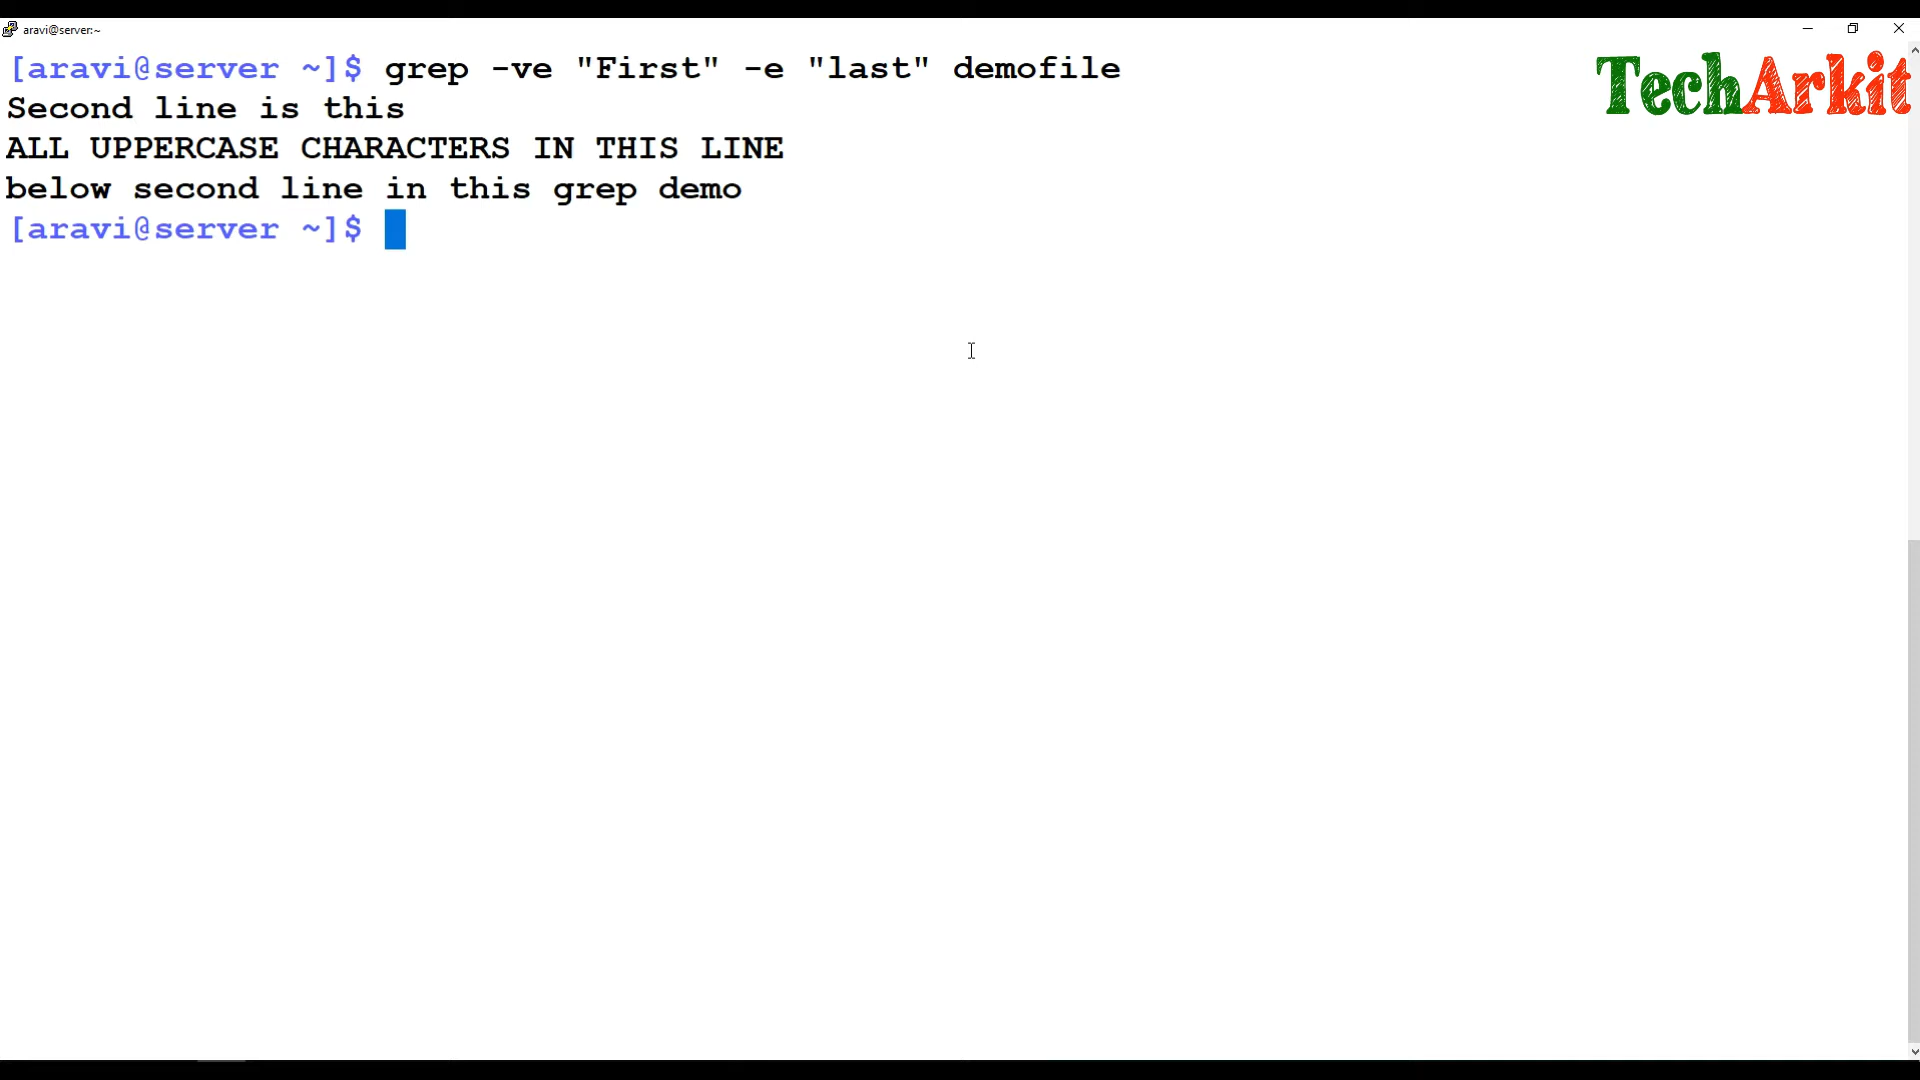 aravi@server:~
[aravi@server ~]$ grep -ve "First" -e "last" demofile
TechArkit
Second line is this
ALL UPPERCASE CHARACTERS IN THIS LINE
below second line in this grep demo
[aravi@server ~]$